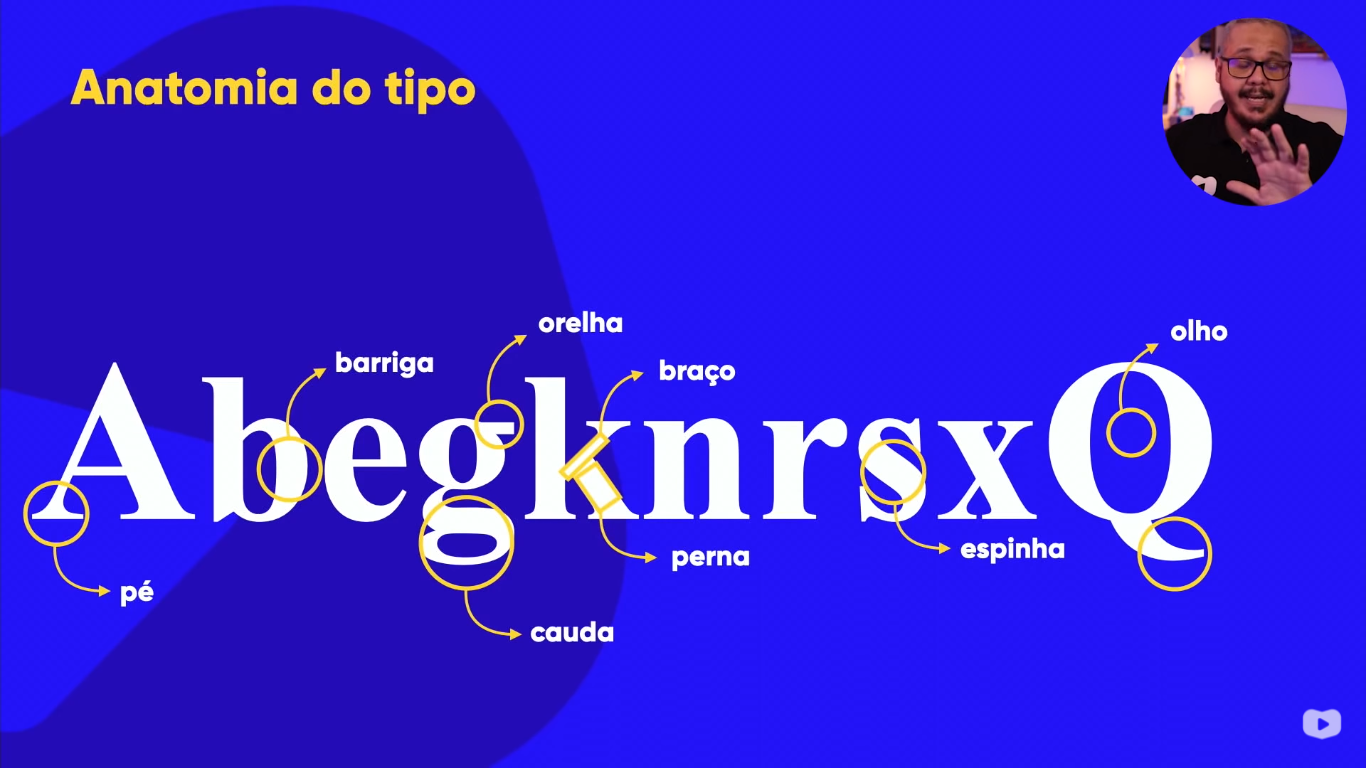 Anatomia do tipo
orelha
olho
barriga
braço
AbegknrsxQ
espinha
perna
pé
cauda